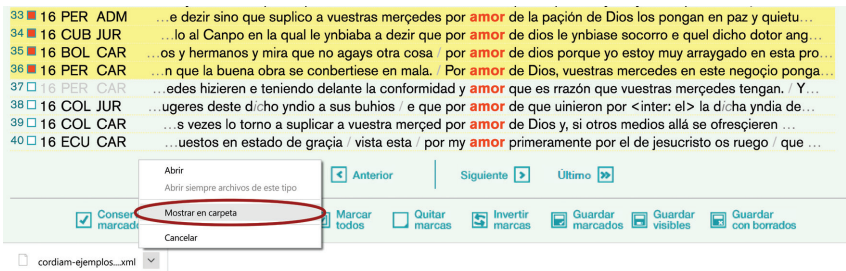 33 16 PER ADM …e dezir sino que suplico a vuestras merçedes por amor de la paçión de Dios los pongan en paz y quietu…
34 16 CUB JUR …lo al Canpo en la qual le ynbiaba a dezir que por amor de dios le ynbiase socorro e quel dicho dotor ang…
35 16 BOL CAR …os y hermanos y mira que no agays otra cosa / por amor de dios porque yo estoy muy arraygado en esta pro…
36 16 PER CAR …n que la buena obra se conbertiese en mala. / Por amor de Dios, vuestras mercedes en este negoçio ponga…
37 16 PER CAR …edes hizieren e teniendo delante la conformidad y amor que es razón que vuestras merçedes tengan. / Y…
38 16 COL JUR …ugeres deste dicho yndio a sus buhios / e que por amor de que uinieron por <inter: el> la dicha yndia de…
39 16 COL CAR …s vezes lo torno a suplicar a vuestra merçed por amor de Dios y, si otros medios allá se ofresçieren …
40 16 ECU CAR …uestos en estado de graçia / vista esta / por my amor primeramente por el de jesucristo os ruego / que …
Abrir
Abrir siempre archivos de este tipo
Mostrar en carpeta
Cancelar
Anterior Siguiente Último
Conser
marcado
Marcar
todos
Quitar
marcas
Invertir
marcas
Guardar
marcados
Guardar
visibles
Guardar
con borrados
cordiam-ejemplos....xml